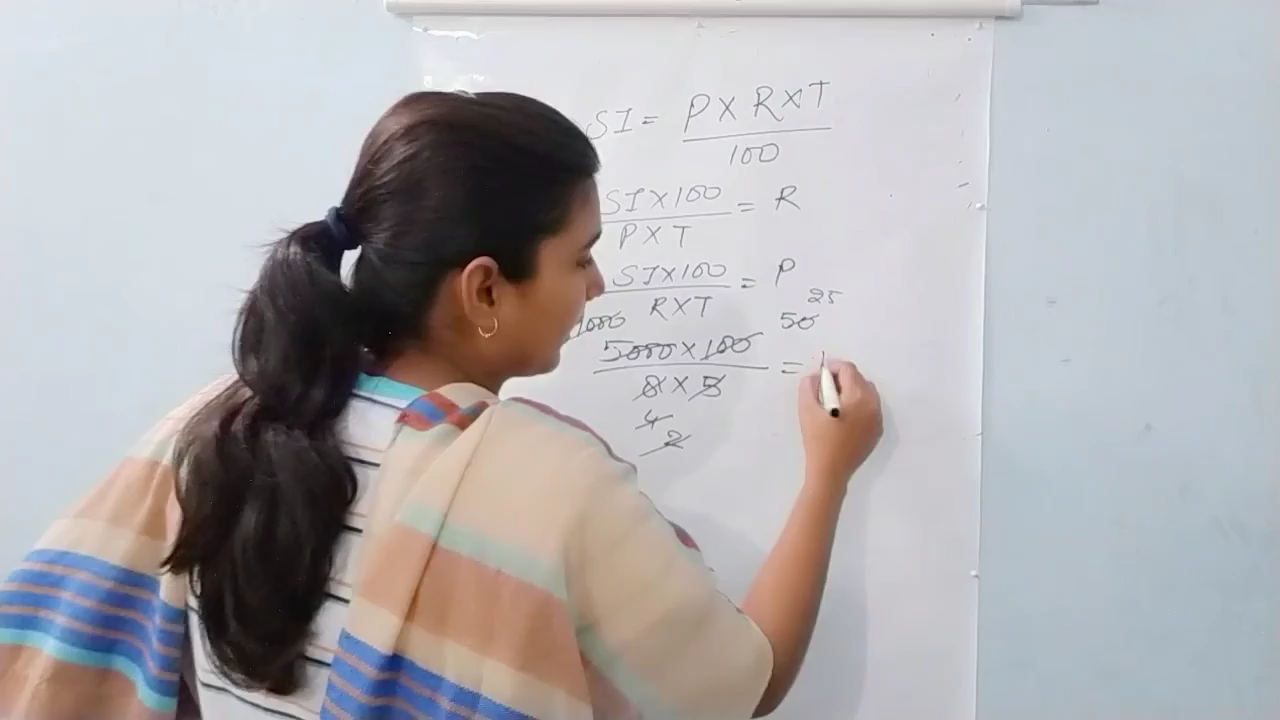 SI = P X R X T
100
SI X 100 = R
P X T
SI X 100 = P
R X T
25
1000 50
5000 X 100 =
8 X 5
4
2